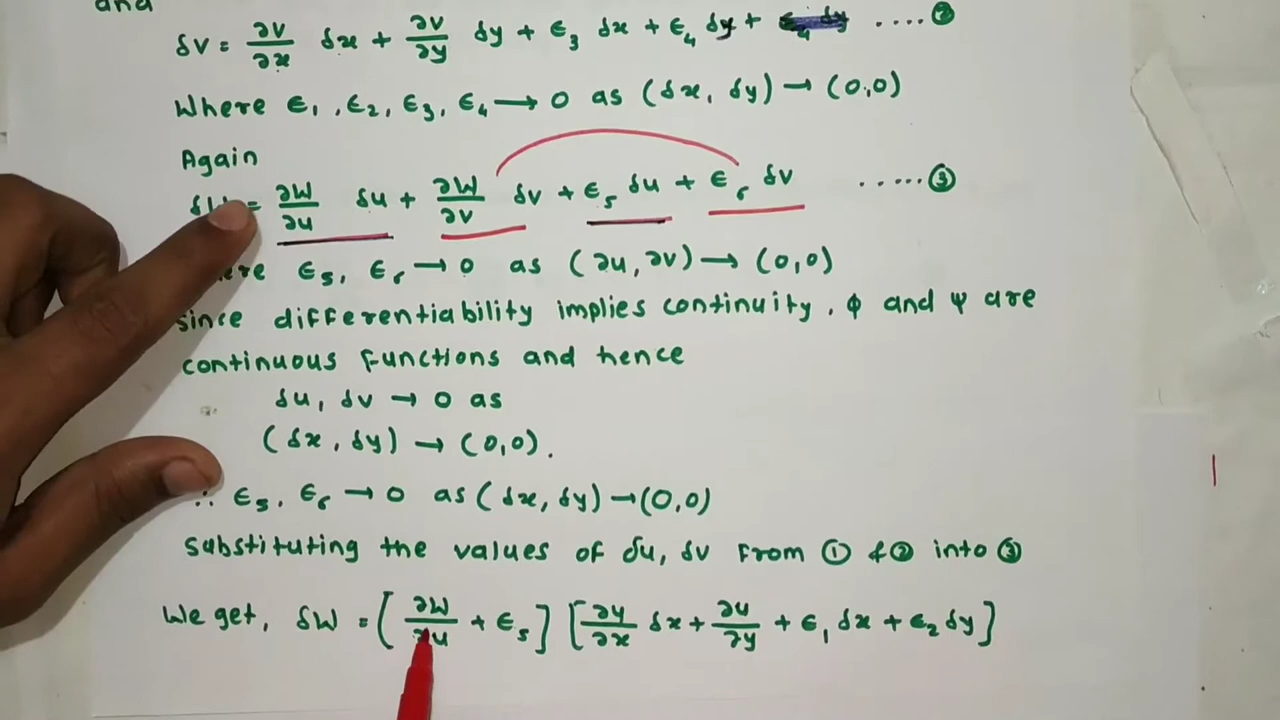 and
δv = ∂v/∂x δx + ∂v/∂y δy + ϵ₃ δx + ϵ₄ δy + ..... ②
Where ϵ₁, ϵ₂, ϵ₃, ϵ₄ → 0 as (δx, δy) → (0,0)
Again
= ∂W/∂u δu + ∂W/∂v δv + ϵ₅ δu + ϵ₆ δv ..... ③
ϵ₅, ϵ₆ → 0 as (∂u, ∂v) → (0,0)
since differentiability implies continuity, ϕ and ψ are
continuous functions and hence
δu, δv → 0 as
(δx, δy) → (0,0).
∴ ϵ₅, ϵ₆ → 0 as (δx, δy) → (0,0)
substituting the values of δu, δv from ① & ② into ③
We get, δW = [∂W/∂u + ϵ₅] [∂y/∂x δx + ∂u/∂y + ϵ₁ δx + ϵ₂ δy]